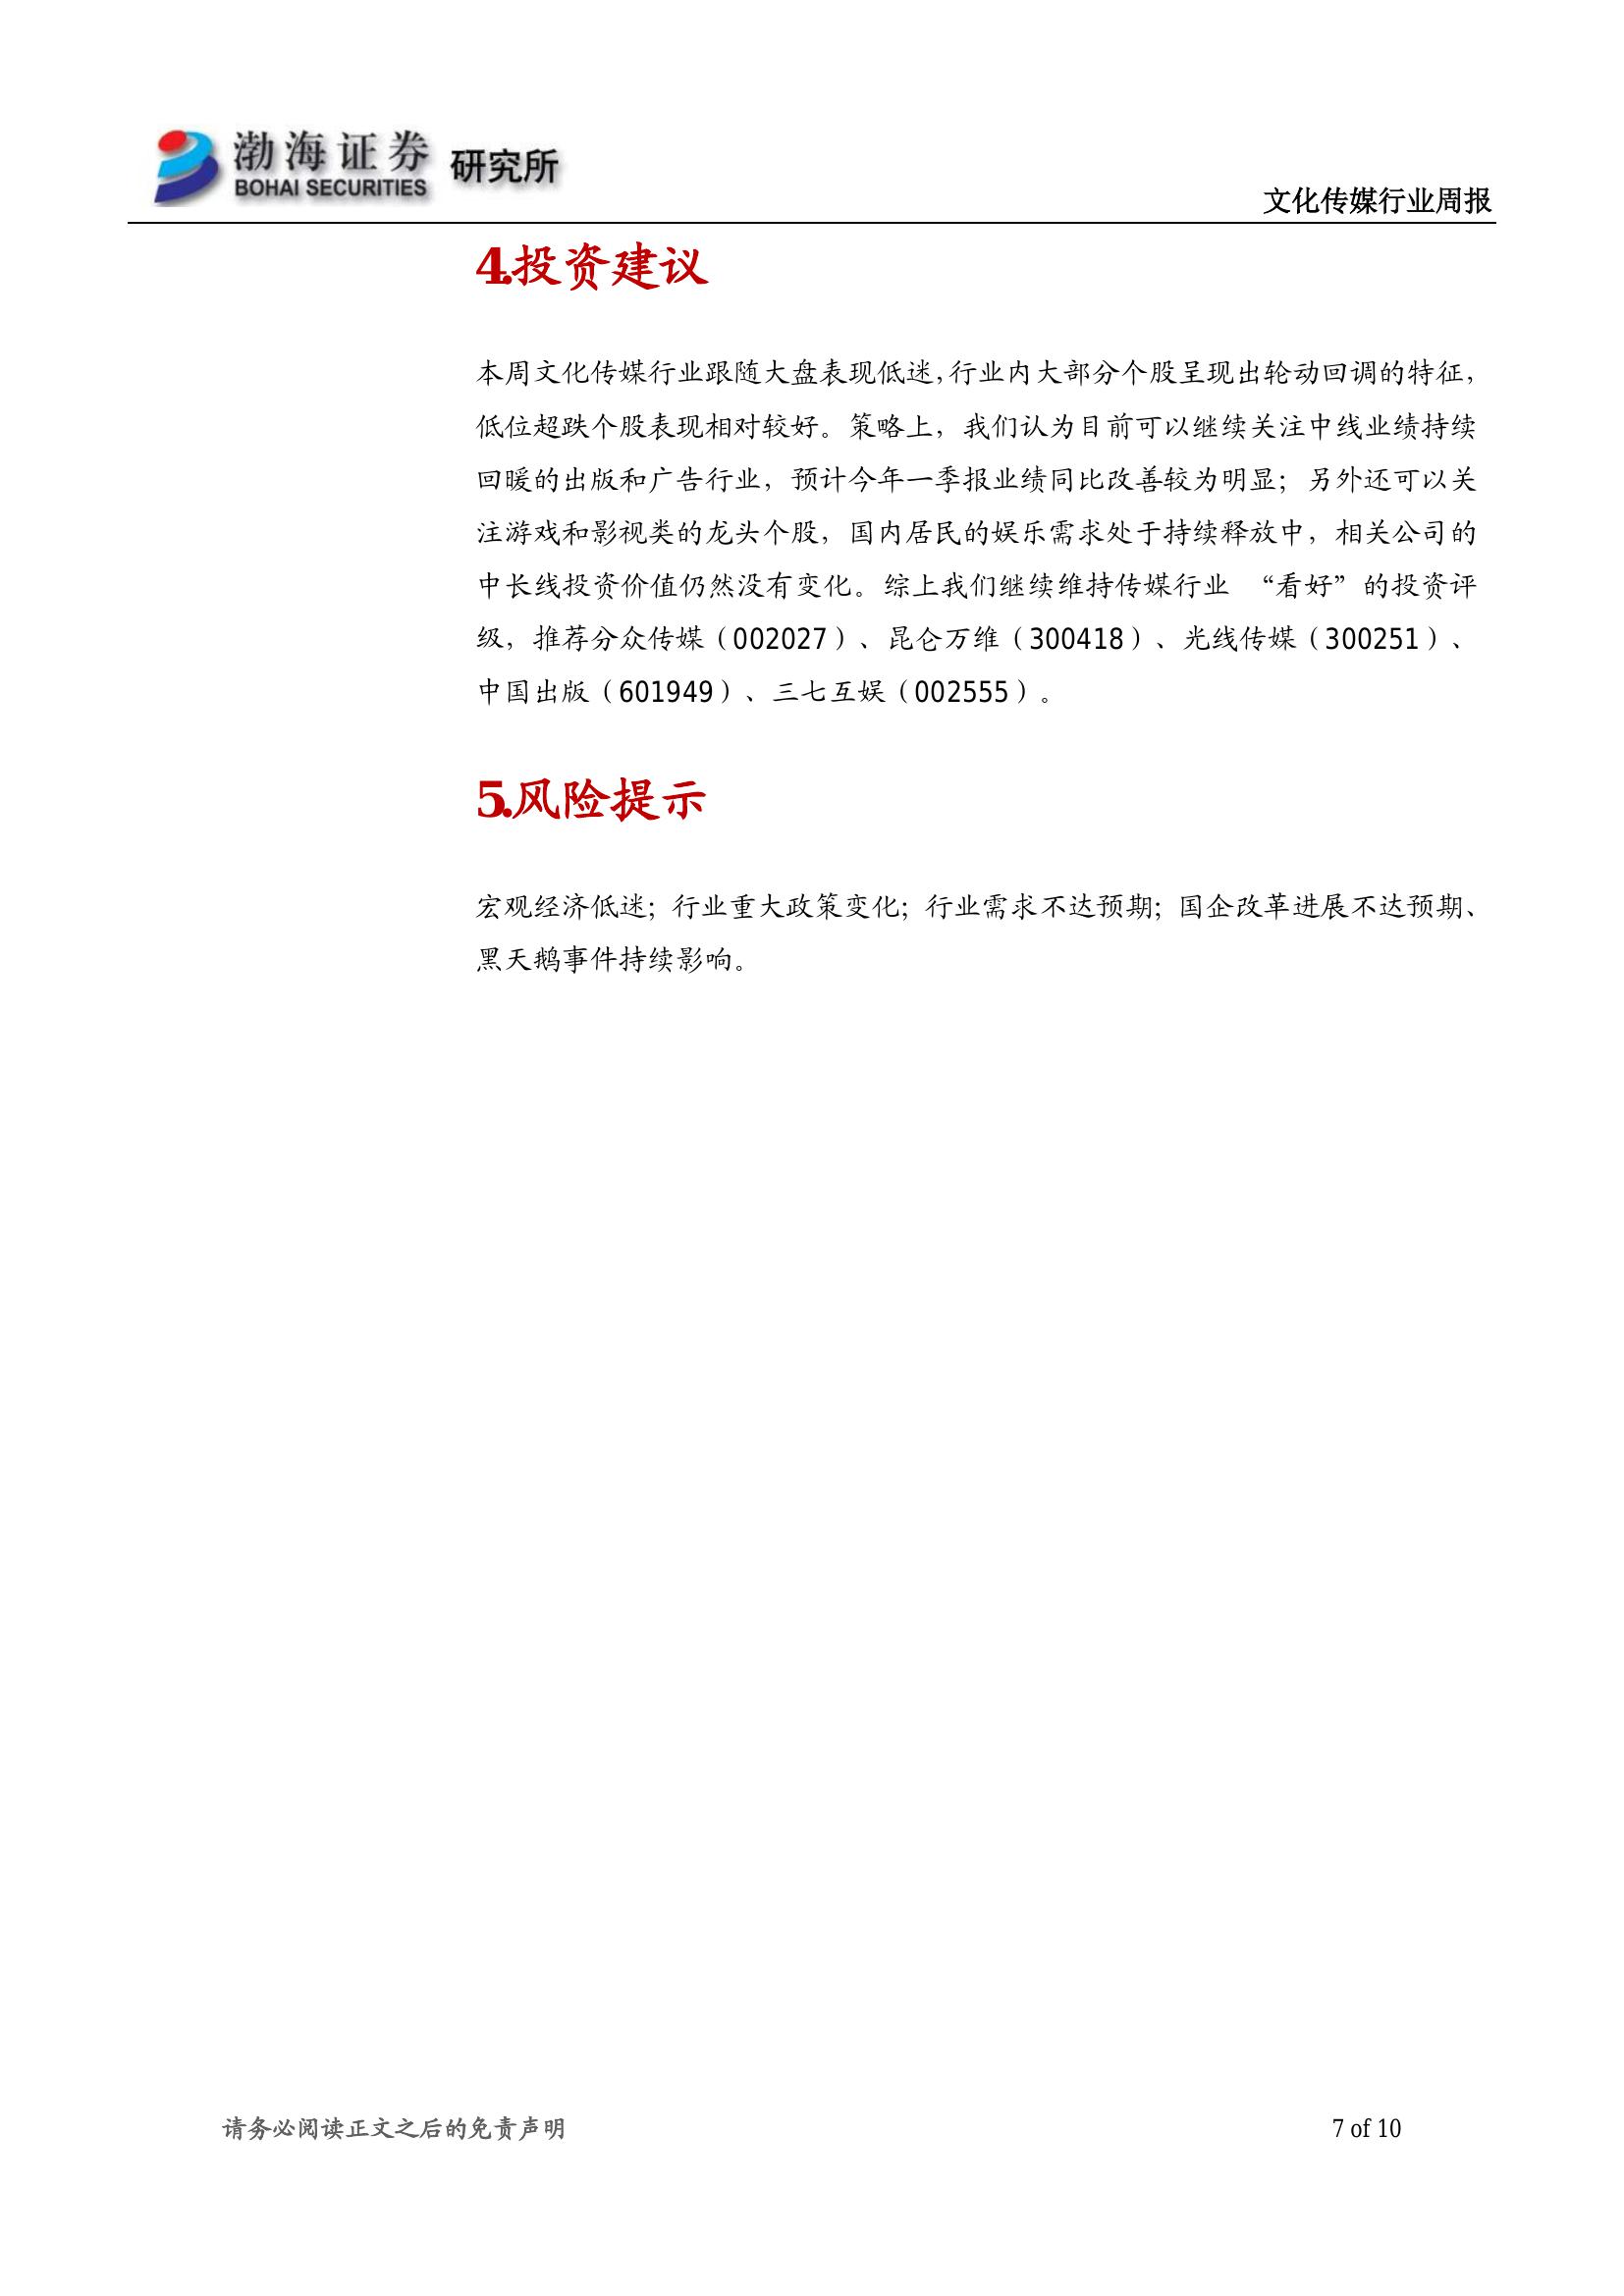 渤海证券 研究所
BOHAI SECURITIES
文化传媒行业周报
4.投资建议
本周文化传媒行业跟随大盘表现低迷，行业内大部分个股呈现出轮动回调的特征，
低位超跌个股表现相对较好。策略上，我们认为目前可以继续关注中线业绩持续
回暖的出版和广告行业，预计今年一季报业绩同比改善较为明显；另外还可以关
注游戏和影视类的龙头个股，国内居民的娱乐需求处于持续释放中，相关公司的
中长线投资价值仍然没有变化。综上我们继续维持传媒行业 “看好”的投资评
级，推荐分众传媒（002027）、昆仑万维（300418）、光线传媒（300251）、
中国出版（601949）、三七互娱（002555）。
5.风险提示
宏观经济低迷；行业重大政策变化；行业需求不达预期；国企改革进展不达预期、
黑天鹅事件持续影响。
请务必阅读正文之后的免责声明
7 of 10